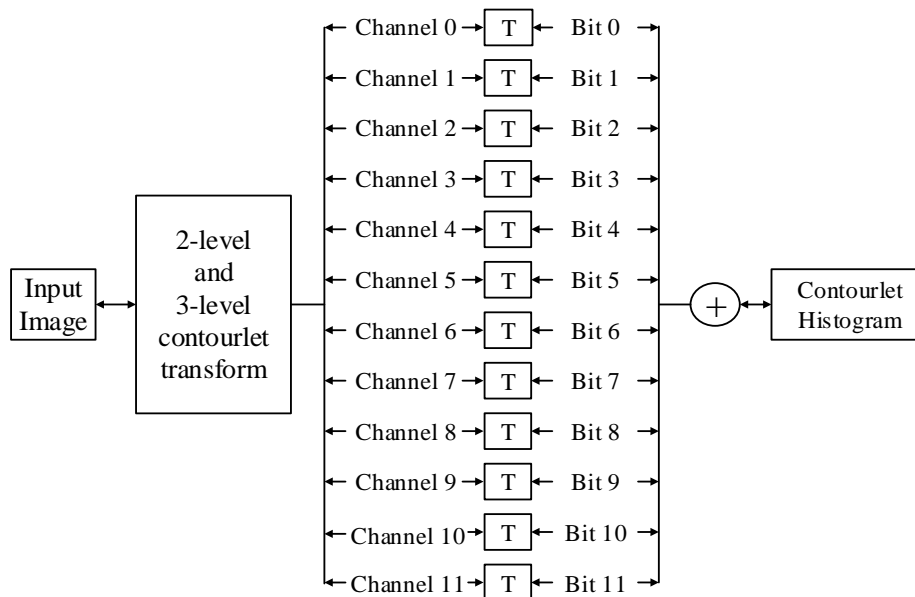 Channel 0 T Bit 0
Channel 1 T Bit 1
Channel 2 T Bit 2
Channel 3 T Bit 3
Channel 4 T Bit 4
Channel 5 T Bit 5
Channel 6 T Bit 6
Channel 7 T Bit 7
Channel 8 T Bit 8
Channel 9 T Bit 9
Channel 10 T Bit 10
Channel 11 T Bit 11
Input
Image
2-level
and
3-level
contourlet
transform
+
Contourlet
Histogram